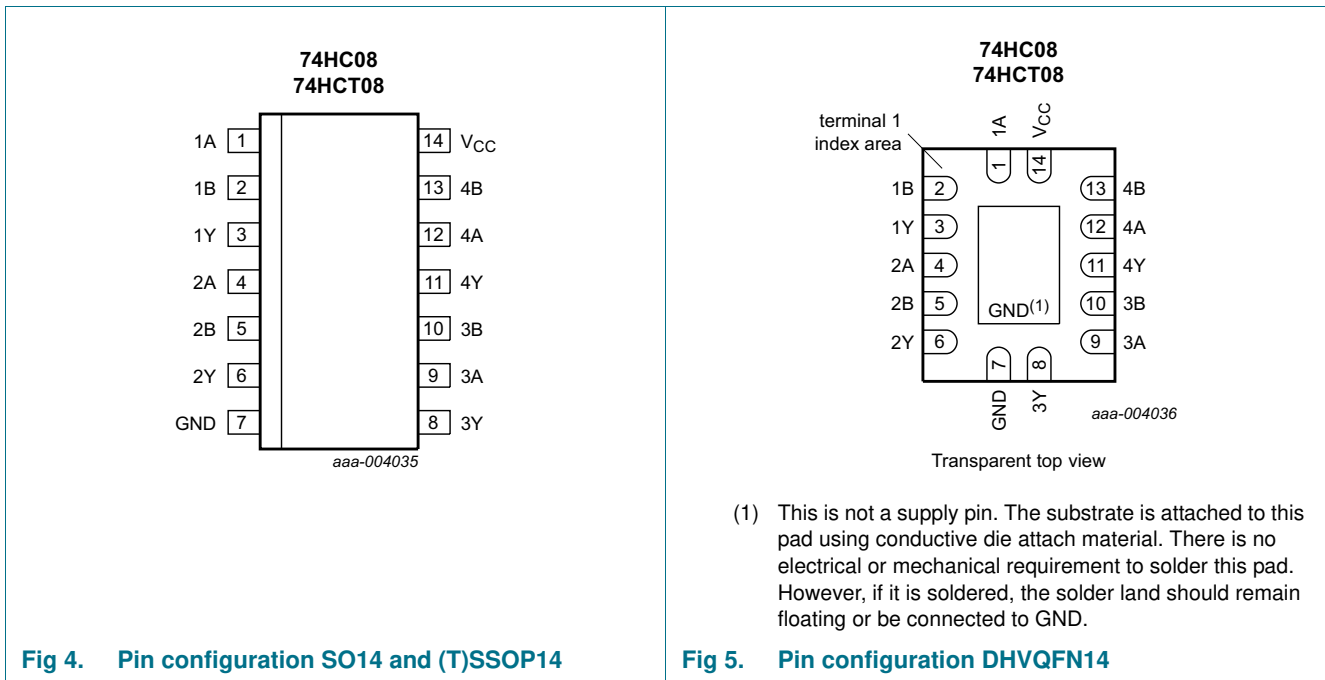 74HC08
74HCT08
1A 1
14 VCC
1B 2
13 4B
1Y 3
12 4A
2A 4
11 4Y
2B 5
10 3B
2Y 6
9 3A
GND 7
8 3Y
aaa-004035
Fig 4. Pin configuration SO14 and (T)SSOP14
74HC08
74HCT08
terminal 1
index area
1A
VCC
1
14
1B 2
13 4B
1Y 3
12 4A
2A 4
11 4Y
2B 5
10 3B
GND(1)
2Y 6
9 3A
7
8
GND
3Y
aaa-004036
Transparent top view
(1) This is not a supply pin. The substrate is attached to this
pad using conductive die attach material. There is no
electrical or mechanical requirement to solder this pad.
However, if it is soldered, the solder land should remain
floating or be connected to GND.
Fig 5. Pin configuration DHVQFN14